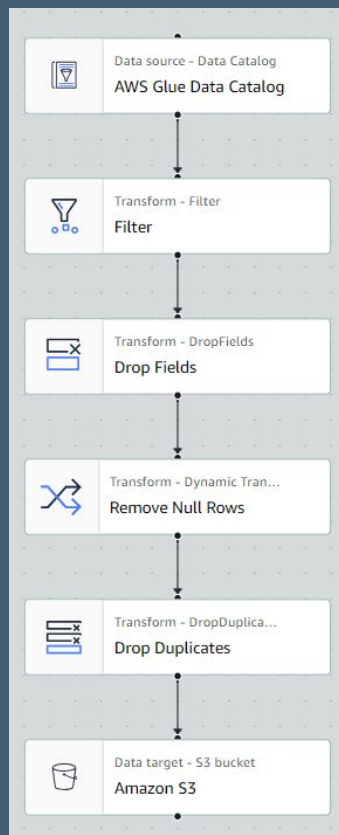 Data source - Data Catalog
AWS Glue Data Catalog
Transform - Filter
Filter
Transform - DropFields
Drop Fields
Transform - Dynamic Tran...
Remove Null Rows
Transform - DropDuplica...
Drop Duplicates
Data target - S3 bucket
Amazon S3